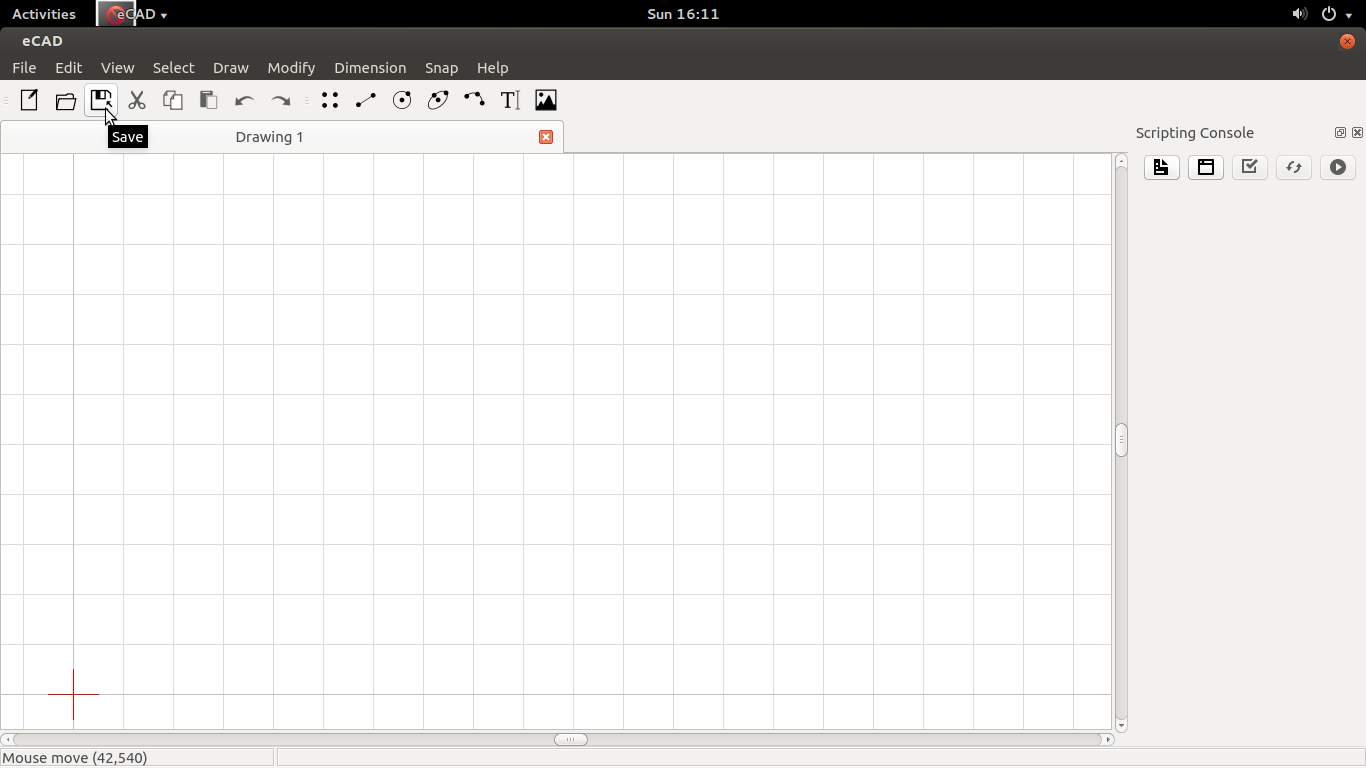 Activities eCAD Sun 16:11
eCAD
File Edit View Select Draw Modify Dimension Snap Help
T
Save Drawing 1 Scripting Console
Mouse move (42,540)